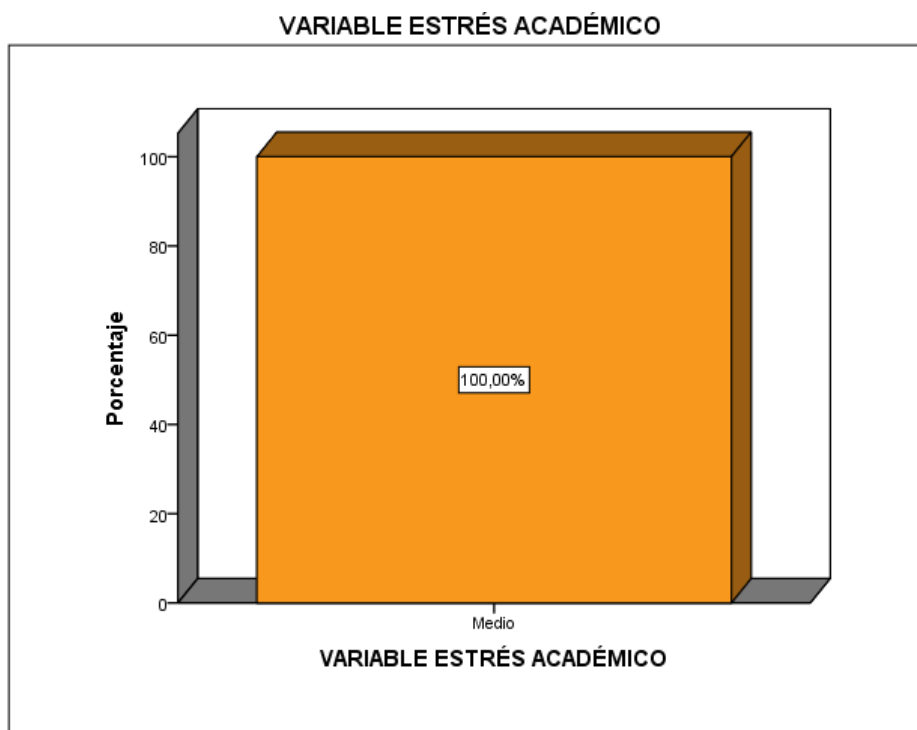 VARIABLE ESTRÉS ACADÉMICO
Porcentaje
100
80
60
40
20
0
100,00%
Medio
VARIABLE ESTRÉS ACADÉMICO